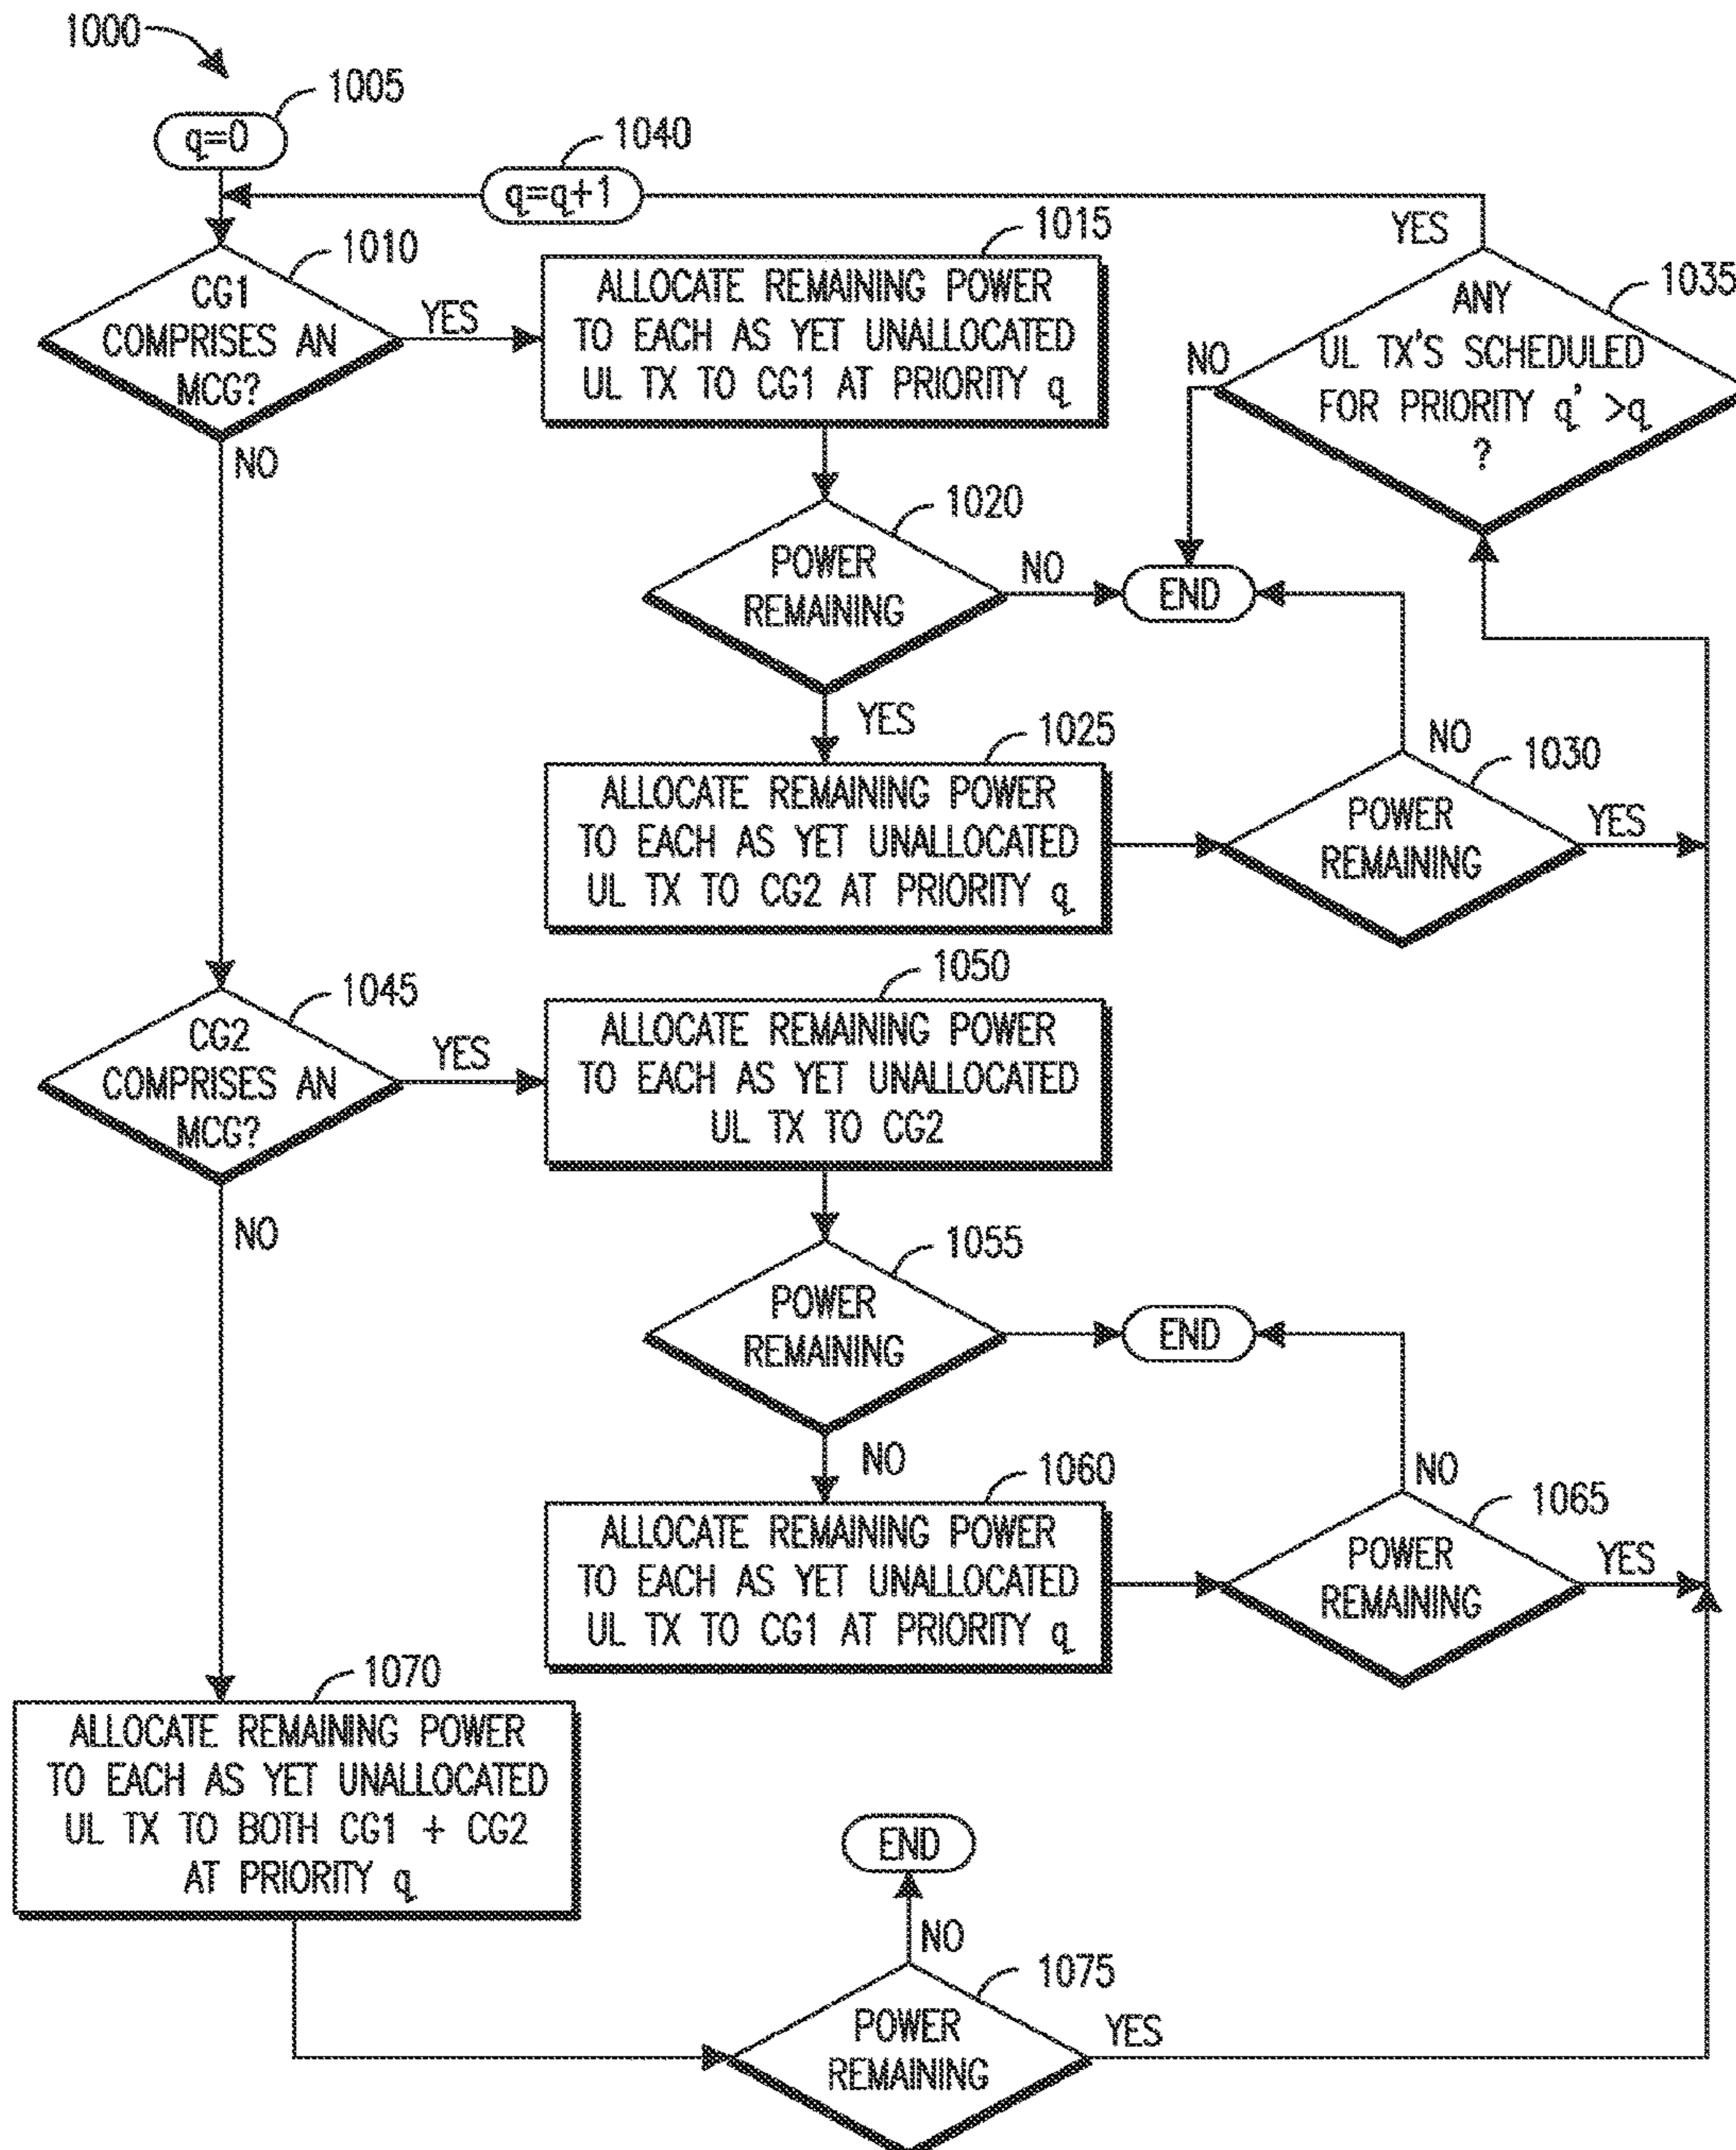 1000
1005
q=0
1040
q=q+1
1010
CG1
COMPRISES AN
MCG?
YES
NO
1015
ALLOCATE REMAINING POWER
TO EACH AS YET UNALLOCATED
UL TX TO CG1 AT PRIORITY q
YES
1035
ANY
UL TX'S SCHEDULED
FOR PRIORITY q' >q
?
NO
1020
POWER
REMAINING
NO
END
YES
1025
ALLOCATE REMAINING POWER
TO EACH AS YET UNALLOCATED
UL TX TO CG2 AT PRIORITY q
NO
1030
POWER
REMAINING
YES
1045
CG2
COMPRISES AN
MCG?
YES
NO
1050
ALLOCATE REMAINING POWER
TO EACH AS YET UNALLOCATED
UL TX TO CG2
1055
POWER
REMAINING
END
NO
1060
ALLOCATE REMAINING POWER
TO EACH AS YET UNALLOCATED
UL TX TO CG1 AT PRIORITY q
NO
1065
POWER
REMAINING
YES
1070
ALLOCATE REMAINING POWER
TO EACH AS YET UNALLOCATED
UL TX TO BOTH CG1 + CG2
AT PRIORITY q
END
NO
1075
POWER
REMAINING
YES